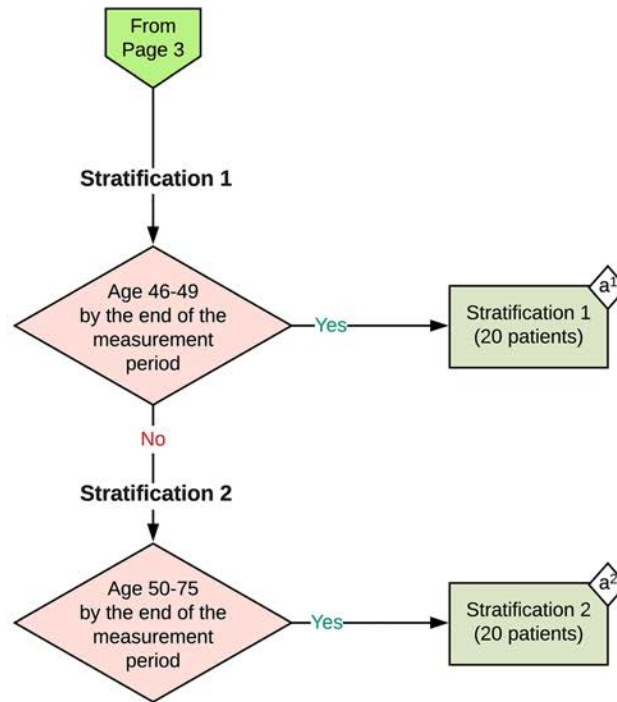 From
Page 3
Stratification 1
Age 46-49
by the end of the
measurement
period
Yes
a¹
Stratification 1
(20 patients)
No
Stratification 2
Age 50-75
by the end of the
measurement
period
Yes
a²
Stratification 2
(20 patients)